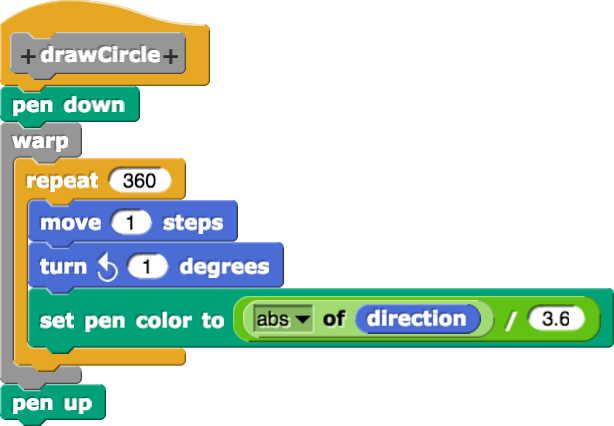 +drawCircle+
pen down
warp
repeat 360
move 1 steps
turn 1 degrees
set pen color to abs of direction / 3.6
pen up